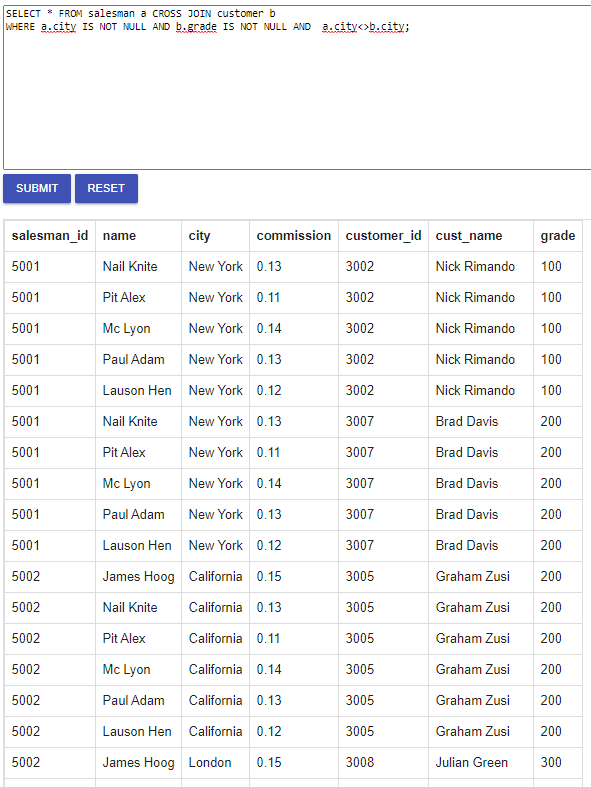 SELECT * FROM salesman a CROSS JOIN customer b
WHERE a.city IS NOT NULL AND b.grade IS NOT NULL AND  a.city<>b.city;
SUBMIT RESET
salesman_id name city commission customer_id cust_name grade
5001 Nail Knite New York 0.13 3002 Nick Rimando 100
5001 Pit Alex New York 0.11 3002 Nick Rimando 100
5001 Mc Lyon New York 0.14 3002 Nick Rimando 100
5001 Paul Adam New York 0.13 3002 Nick Rimando 100
5001 Lauson Hen New York 0.12 3002 Nick Rimando 100
5001 Nail Knite New York 0.13 3007 Brad Davis 200
5001 Pit Alex New York 0.11 3007 Brad Davis 200
5001 Mc Lyon New York 0.14 3007 Brad Davis 200
5001 Paul Adam New York 0.13 3007 Brad Davis 200
5001 Lauson Hen New York 0.12 3007 Brad Davis 200
5002 James Hoog California 0.15 3005 Graham Zusi 200
5002 Nail Knite California 0.13 3005 Graham Zusi 200
5002 Pit Alex California 0.11 3005 Graham Zusi 200
5002 Mc Lyon California 0.14 3005 Graham Zusi 200
5002 Paul Adam California 0.13 3005 Graham Zusi 200
5002 Lauson Hen California 0.12 3005 Graham Zusi 200
5002 James Hoog London 0.15 3008 Julian Green 300